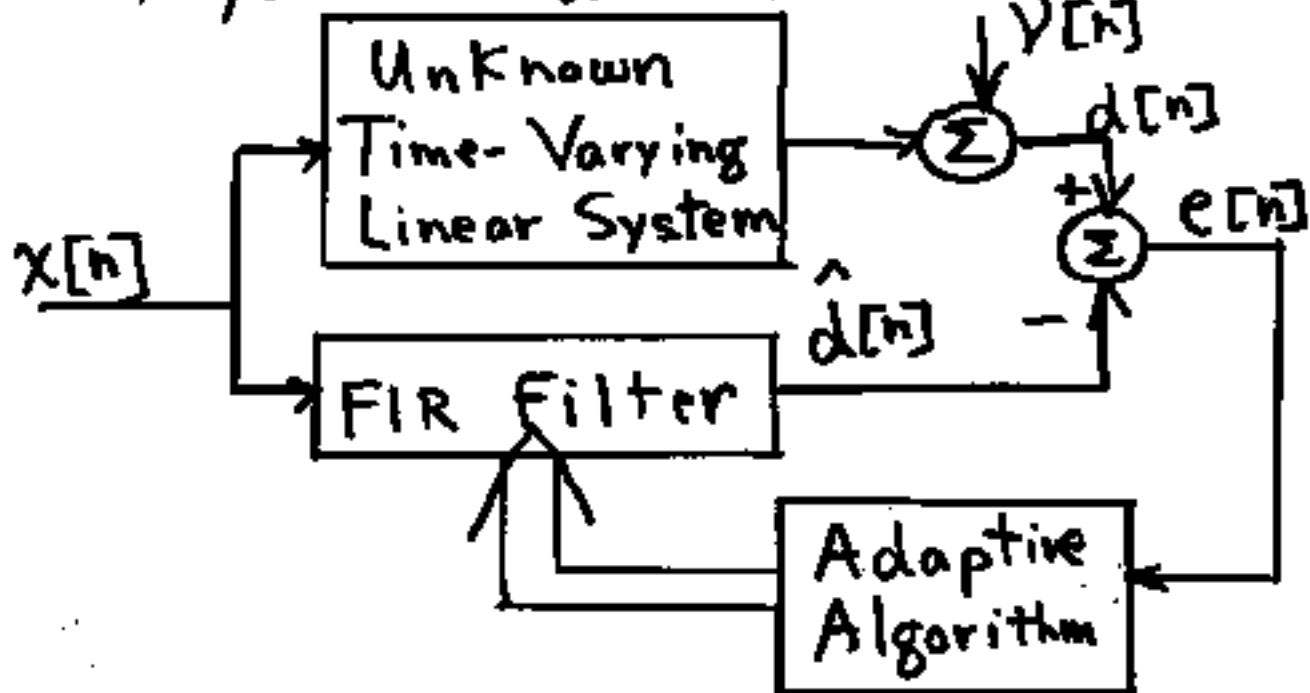 Unknown
Time-Varying
Linear System
ν[n]
Σ
d[n]
+
Σ
e[n]
x[n]
d̂[n]
-
FIR Filter
Adaptive
Algorithm